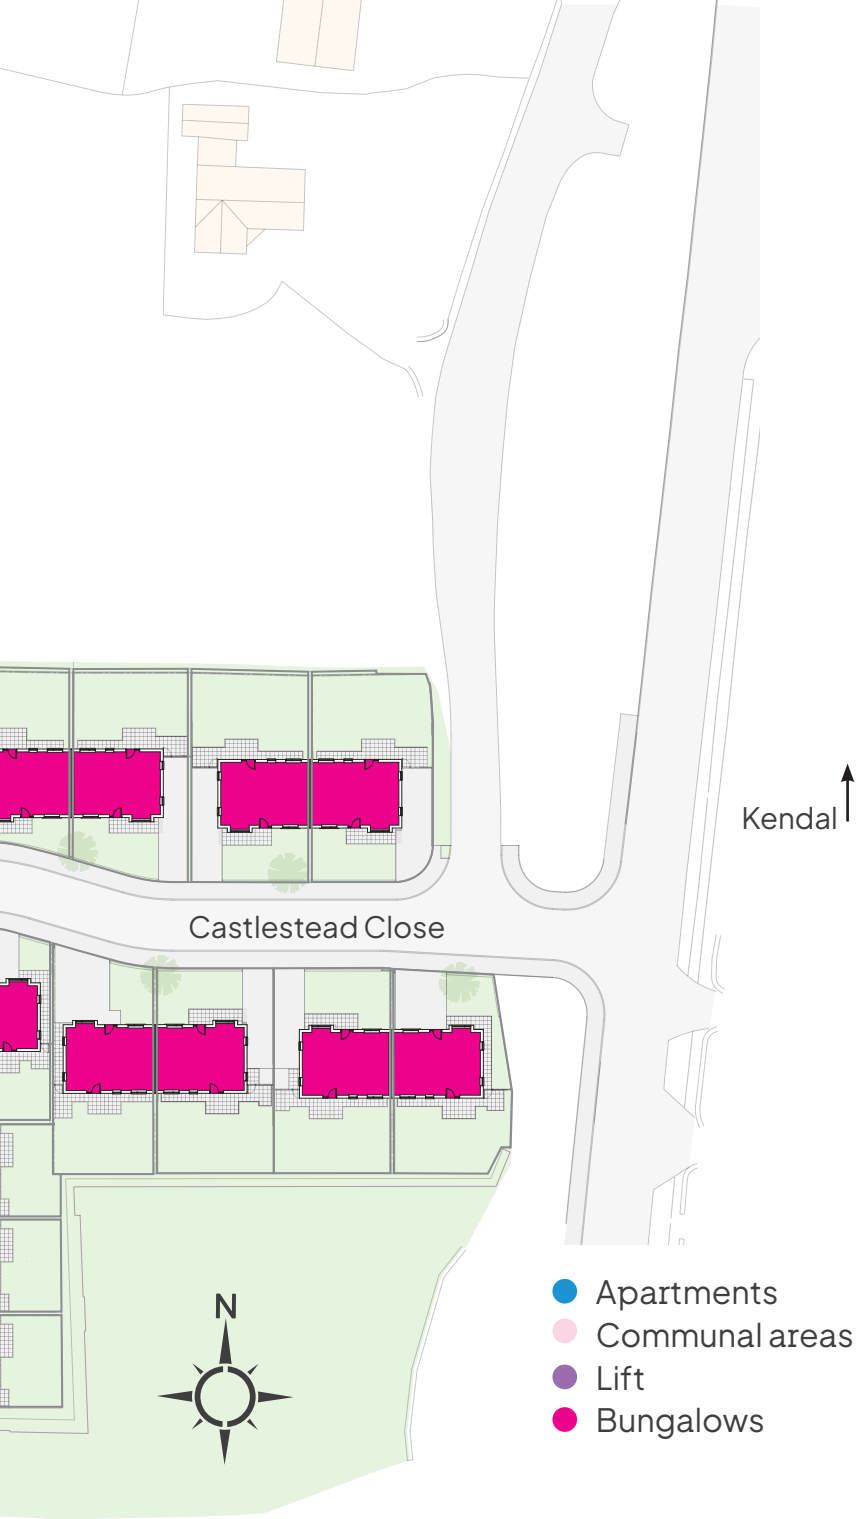 Kendal
Castlestead Close
N
Apartments
Communal areas
Lift
Bungalows